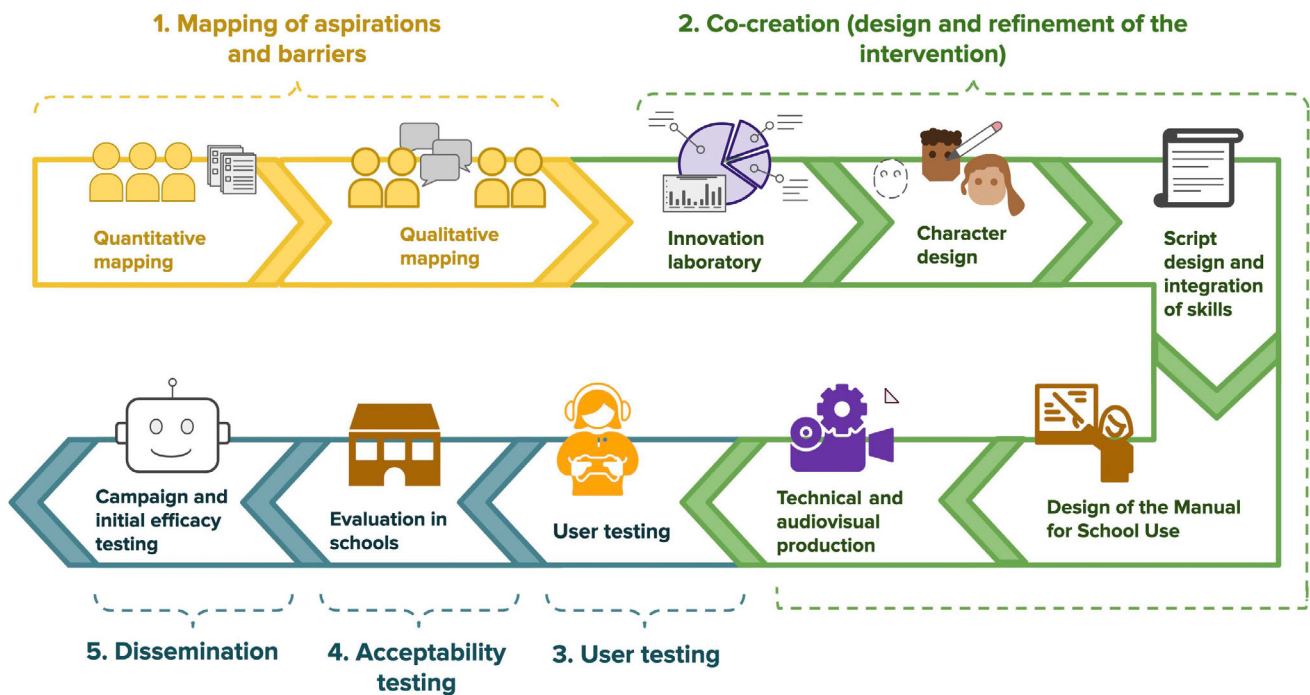 1. Mapping of aspirations
and barriers
2. Co-creation (design and refinement of the
intervention)
Quantitative
mapping
Qualitative
mapping
Innovation
laboratory
Character
design
Script
design and
integration
of skills
Design of the Manual
for School Use
Technical and
audiovisual
production
User testing
Evaluation in
schools
Campaign and
initial efficacy
testing
3. User testing
4. Acceptability
testing
5. Dissemination